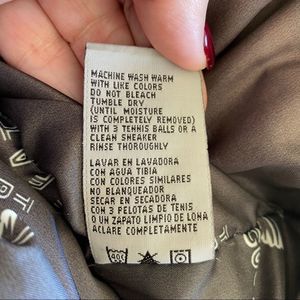 MACHINE WASH WARM
WITH LIKE COLORS
DO NOT BLEACH
TUMBLE DRY
(UNTIL MOISTURE
IS COMPLETELY REMOVED)
WITH 3 TENNIS BALLS OR A
CLEAN SNEAKER
RINSE THOROUGHLY
LAVAR EN LAVADORA
CON AGUA TIBIA
CON COLORES SIMILARES
NO BLANQUEADOR
SECAR EN SECADORA
CON 3 PELOTAS DE TENIS
O UN ZAPATO LIMPIO DE LONA
ACLARE COMPLETAMENTE